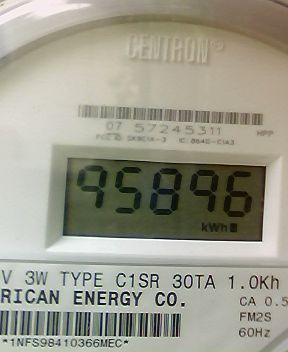 CENTRON®
07 57245311 HPP
95896
kWh
V 3W TYPE C1SR 30TA 1.0Kh
RICAN ENERGY CO.
CA 0.5
FM2S
60Hz
*1NFS98410366MEC*